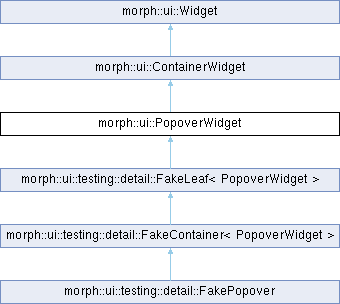 morph::ui::Widget
morph::ui::ContainerWidget
morph::ui::PopoverWidget
morph::ui::testing::detail::FakeLeaf< PopoverWidget >
morph::ui::testing::detail::FakeContainer< PopoverWidget >
morph::ui::testing::detail::FakePopover